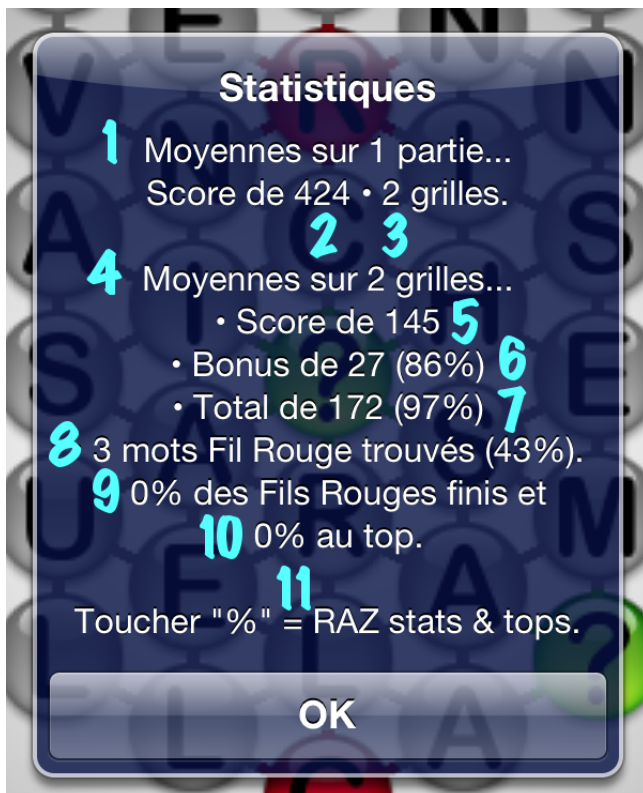 Statistiques
1 Moyennes sur 1 partie...
Score de 424 • 2 grilles.
2 3
4 Moyennes sur 2 grilles...
• Score de 145 5
• Bonus de 27 (86%) 6
• Total de 172 (97%) 7
8 3 mots Fil Rouge trouvés (43%).
9 0% des Fils Rouges finis et
10 0% au top.
11
Toucher "%" = RAZ stats & tops.
OK